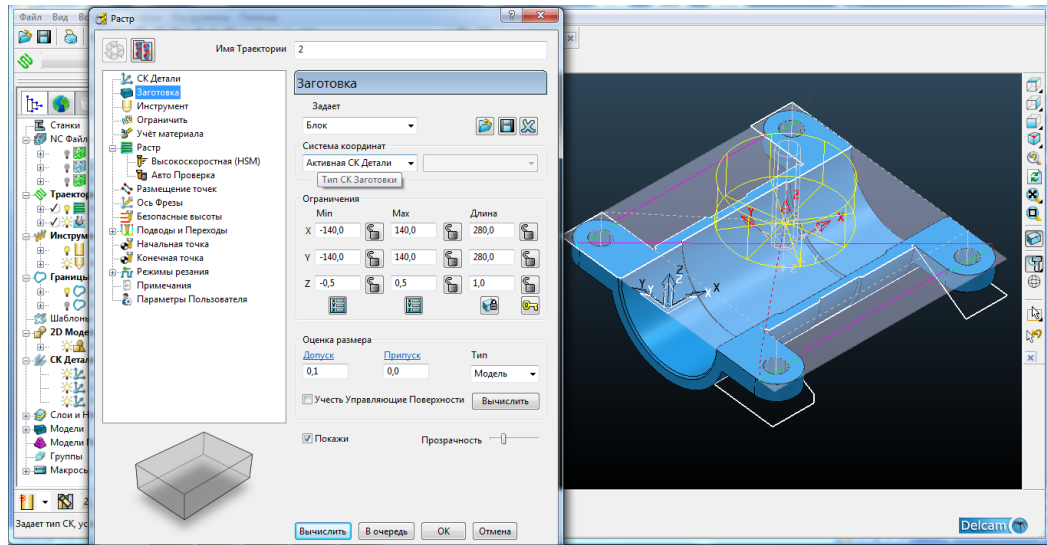 Файл Вид
Растр
Имя Траектории 2
СК Детали
Заготовка
Инструмент
Ограничить
Учёт материала
Растр
Высокоскоростная (HSM)
Авто Проверка
Размещение точек
Ось Фрезы
Безопасные высоты
Подводы и Переходы
Начальная точка
Конечная точка
Режимы резания
Примечания
Параметры Пользователя
Заготовка
Задает
Блок
Система координат
Активная СК Детали
Тип СК Заготовки
Ограничения
Min Max Длина
X -140,0 140,0 280,0
Y -140,0 140,0 280,0
Z -0,5 0,5 1,0
Оценка размера
Допуск Припуск Тип
0,1 0,0 Модель
Учесть Управляющие Поверхности Вычислить
Покажи Прозрачность
Вычислить В очередь OK Отмена
Станки
NC Файл
Траектор
Инструм
Границы
Шаблоны
2D Моде
СК Детал
Слои и Н
Модели
Модели
Группы
Макросы
2
Задает тип СК, ус
Z
X
Y
Z
Z
Y
X
X
Delcam